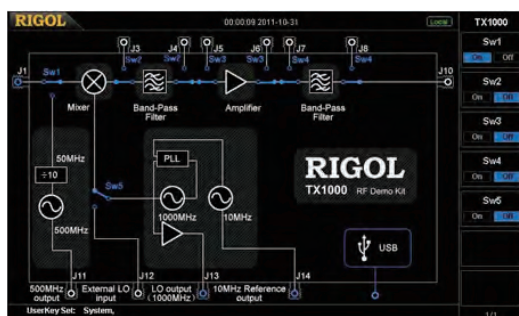 RIGOL
00:00:09 2011-10-31
Local
TX1000
Sw1
On Off
Sw2
On Off
Sw3
On Off
Sw4
On Off
Sw5
On Off
1/1
J3 J4 J5 J6 J7 J8
Sw2 Sw2 Sw3 Sw3 Sw4 Sw4
J1
Sw1
J10
Mixer
Band-Pass
Filter
Amplifier
Band-Pass
Filter
50MHz
÷10
500MHz
Sw5
PLL
1000MHz
10MHz
RIGOL
TX1000 RF Demo Kit
USB
J11 J12 J13 J14
500MHz
output
External LO
input
LO output
(1000MHz)
10MHz Reference
output
UserKey Set: System,